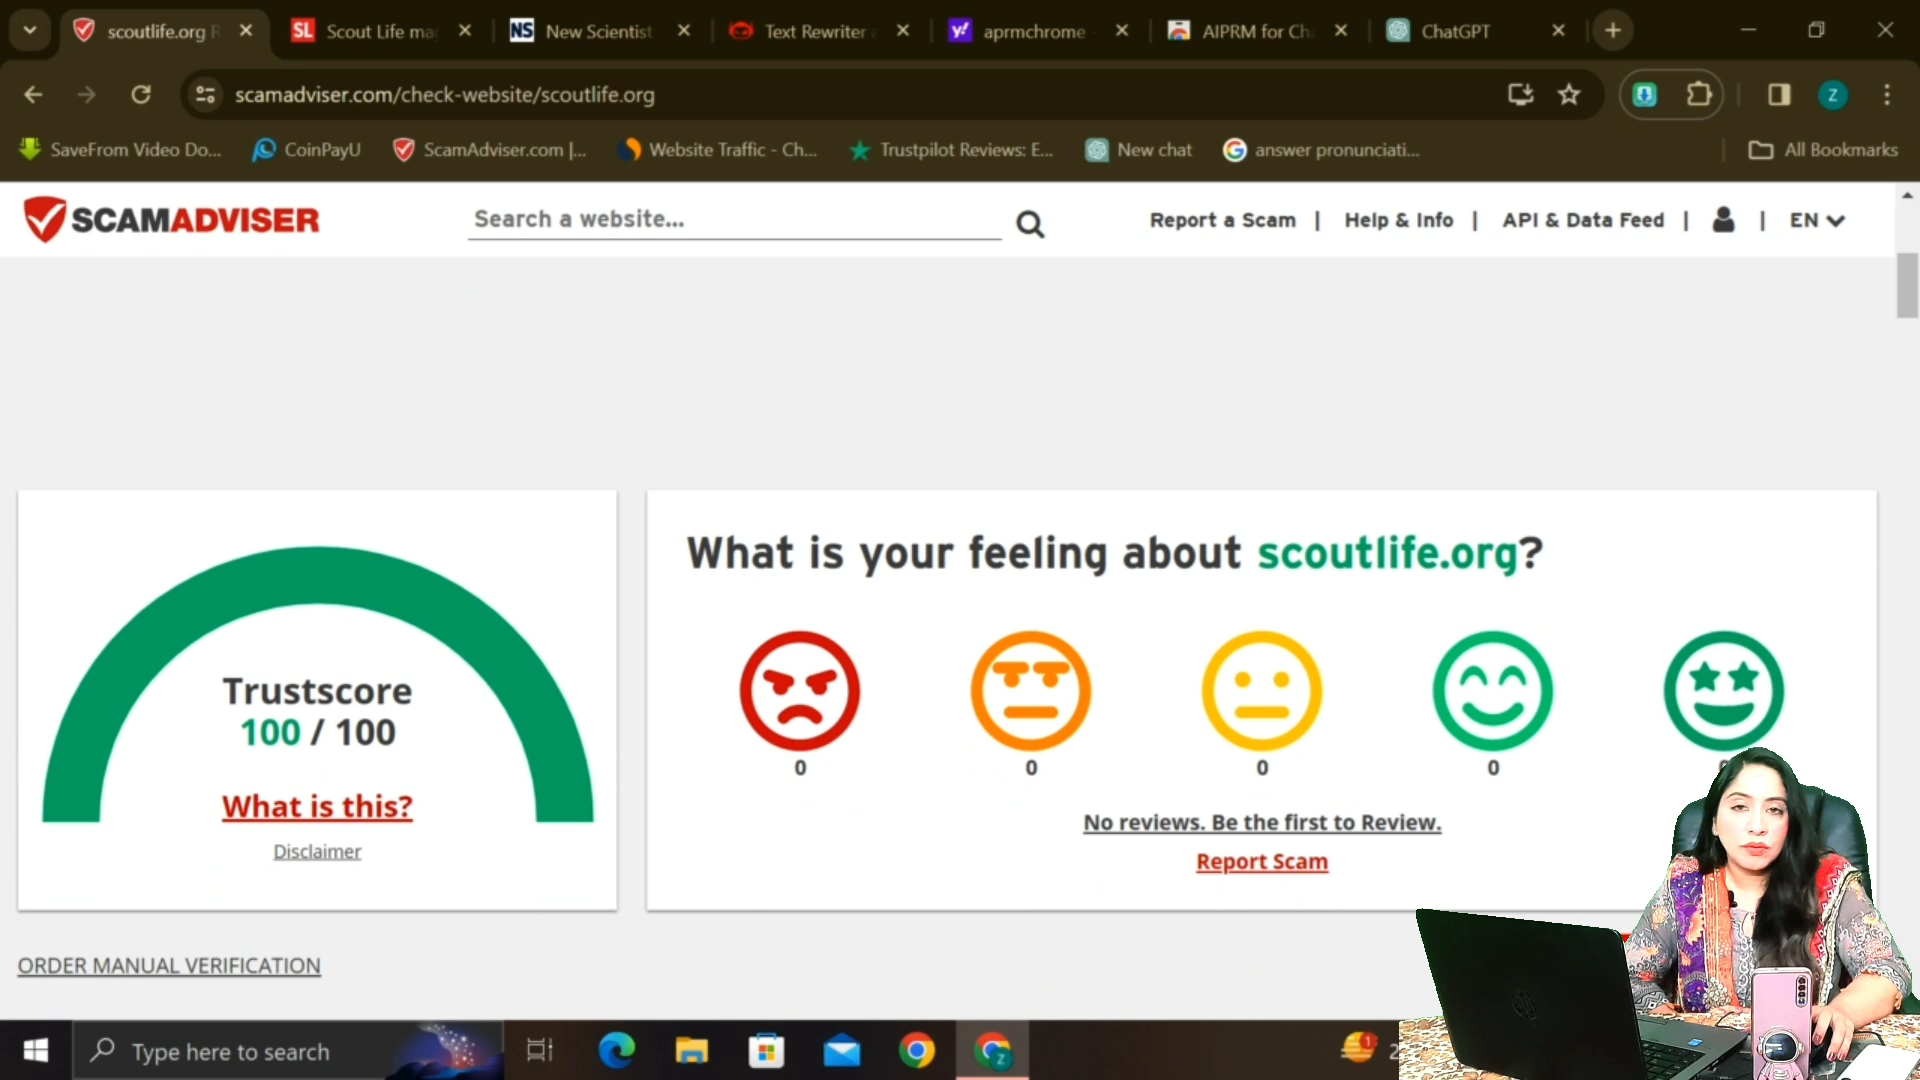 scoutlife.org R
SL Scout Life ma
NS New Scientist
Text Rewriter
y! aprmchrome
AIPRM for Ch
ChatGPT
scamadviser.com/check-website/scoutlife.org
Z
SaveFrom Video Do...
CoinPayU
ScamAdviser.com |...
Website Traffic - Ch...
Trustpilot Reviews: E...
New chat
answer pronunciati...
All Bookmarks
SCAMADVISER
Search a website...
Report a Scam | Help & Info | API & Data Feed | | EN
Trustscore
100 / 100
What is this?
Disclaimer
What is your feeling about scoutlife.org?
0 0 0 0
No reviews. Be the first to Review.
Report Scam
ORDER MANUAL VERIFICATION
Type here to search
Z
1